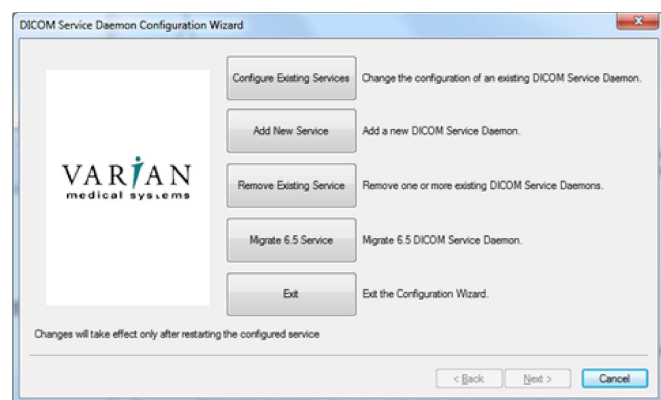 DICOM Service Daemon Configuration Wizard
Configure Existing Services
Change the configuration of an existing DICOM Service Daemon.
Add New Service
Add a new DICOM Service Daemon.
VARIAN
medical systems
Remove Existing Service
Remove one or more existing DICOM Service Daemons.
Migrate 6.5 Service
Migrate 6.5 DICOM Service Daemon.
Exit
Exit the Configuration Wizard.
Changes will take effect only after restarting the configured service
< Back
Next >
Cancel